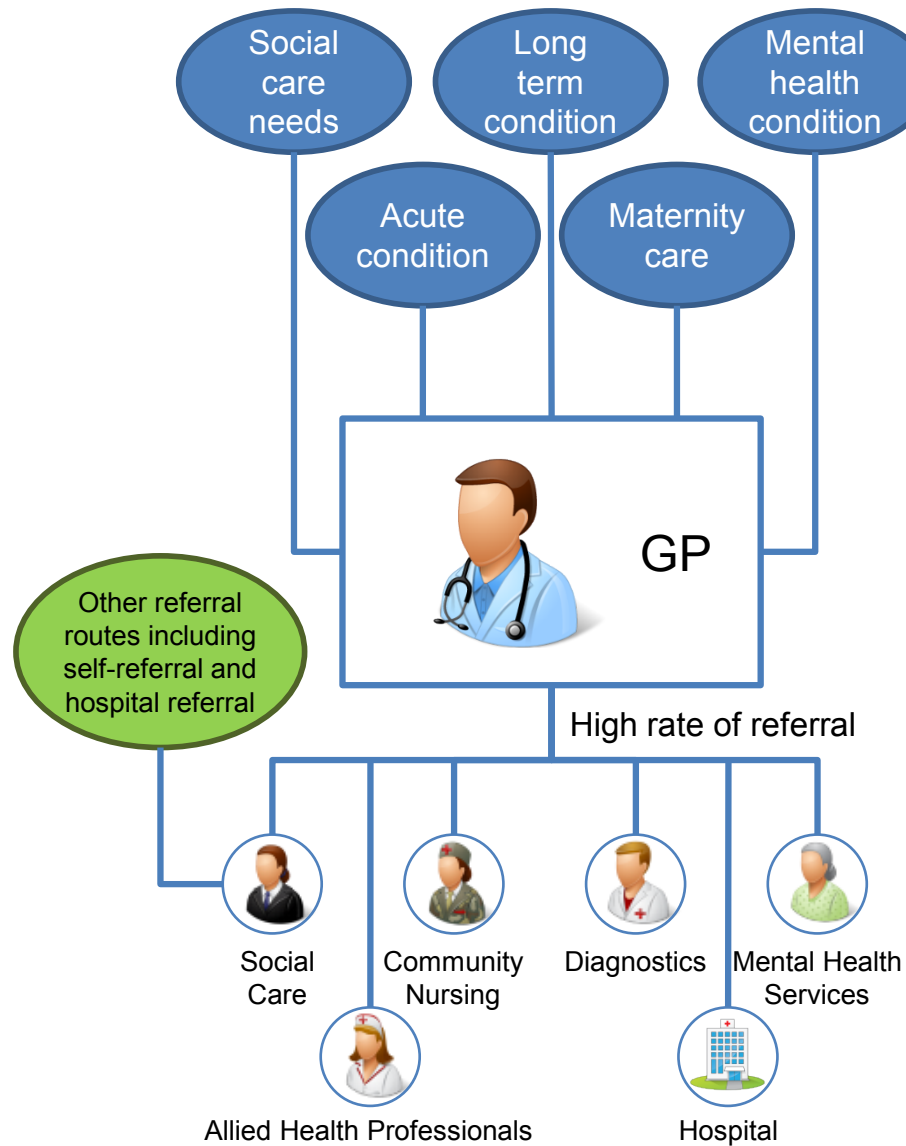 Social
care
needs
Long
term
condition
Mental
health
condition
Acute
condition
Maternity
care
GP
Other referral
routes including
self-referral and
hospital referral
High rate of referral
Social
Care
Community
Nursing
Diagnostics
Mental Health
Services
Allied Health Professionals
Hospital